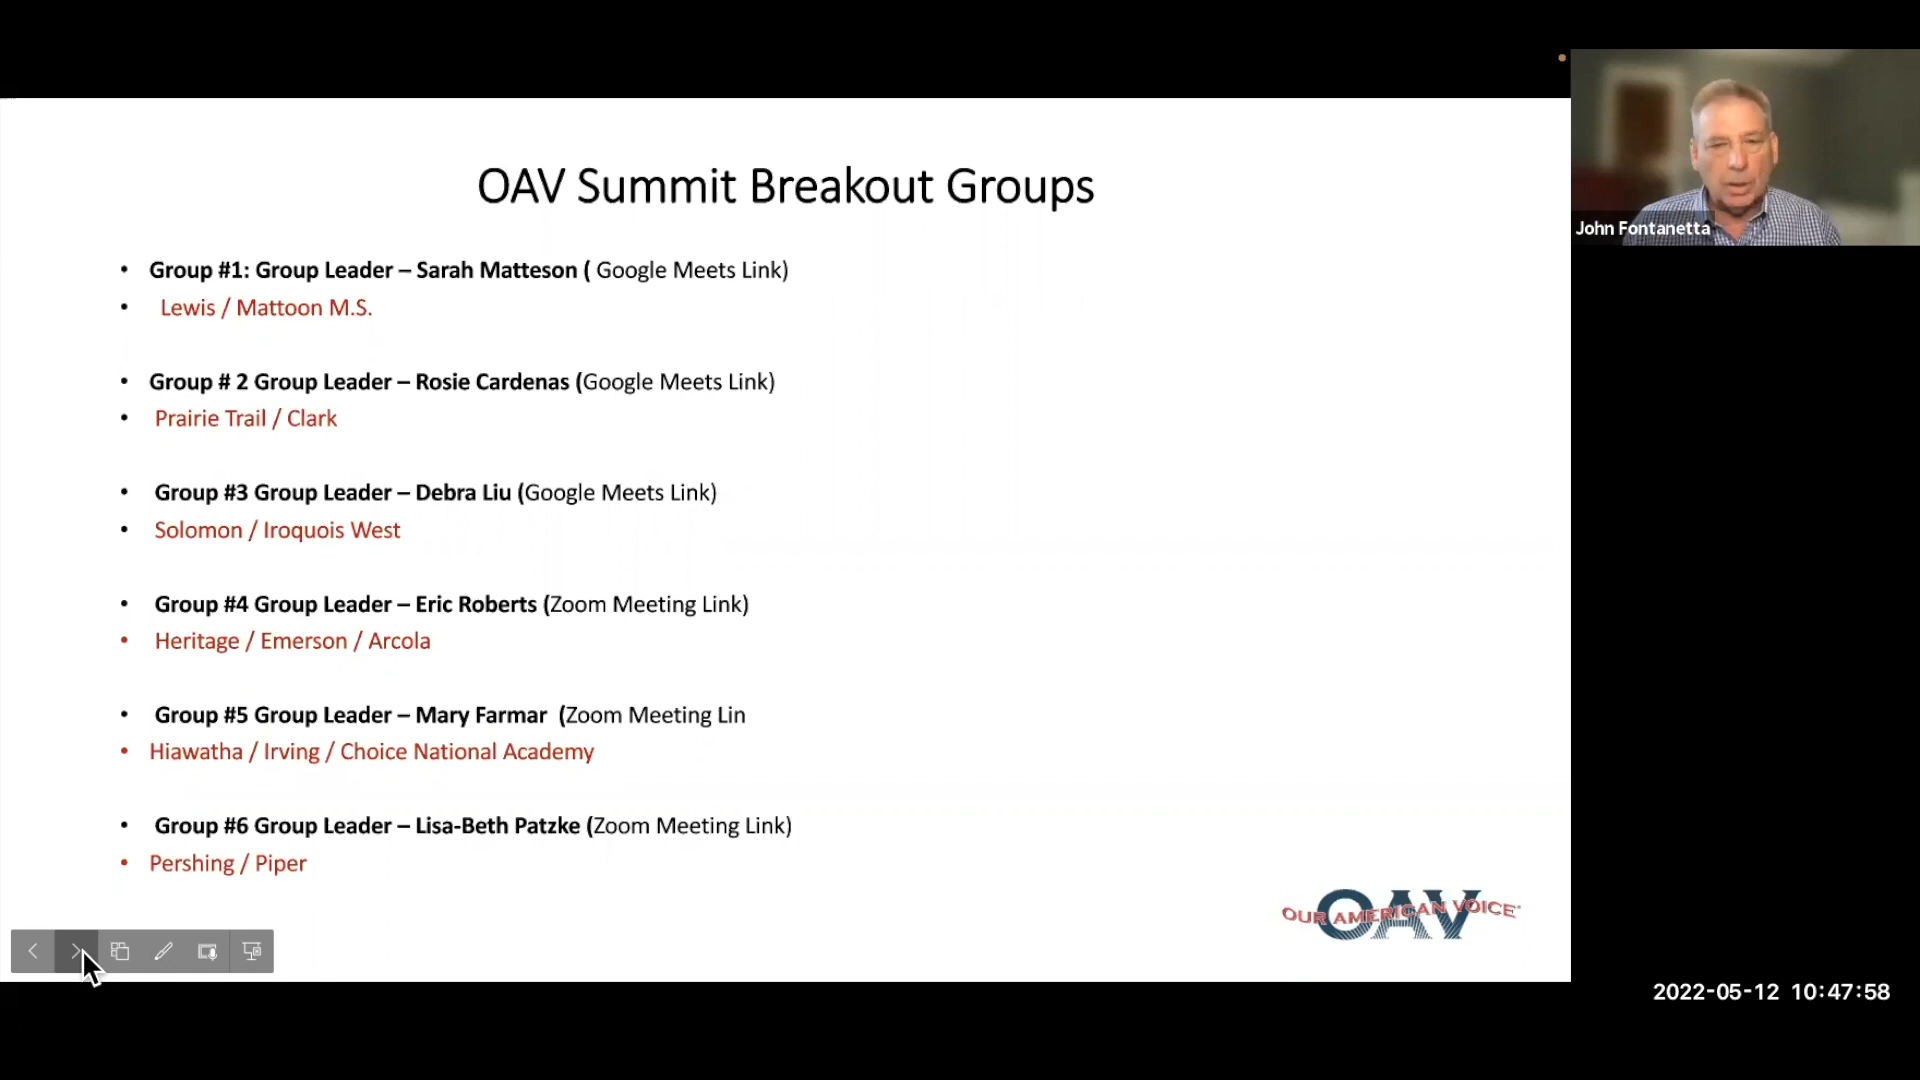 OAV Summit Breakout Groups
• Group #1: Group Leader – Sarah Matteson ( Google Meets Link)
• Lewis / Mattoon M.S.
• Group # 2 Group Leader – Rosie Cardenas (Google Meets Link)
• Prairie Trail / Clark
• Group #3 Group Leader – Debra Liu (Google Meets Link)
• Solomon / Iroquois West
• Group #4 Group Leader – Eric Roberts (Zoom Meeting Link)
• Heritage / Emerson / Arcola
• Group #5 Group Leader – Mary Farmar (Zoom Meeting Lin
• Hiawatha / Irving / Choice National Academy
• Group #6 Group Leader – Lisa-Beth Patzke (Zoom Meeting Link)
• Pershing / Piper
OAV
OUR AMERICAN VOICE
John Fontanetta
2022-05-12 10:47:58